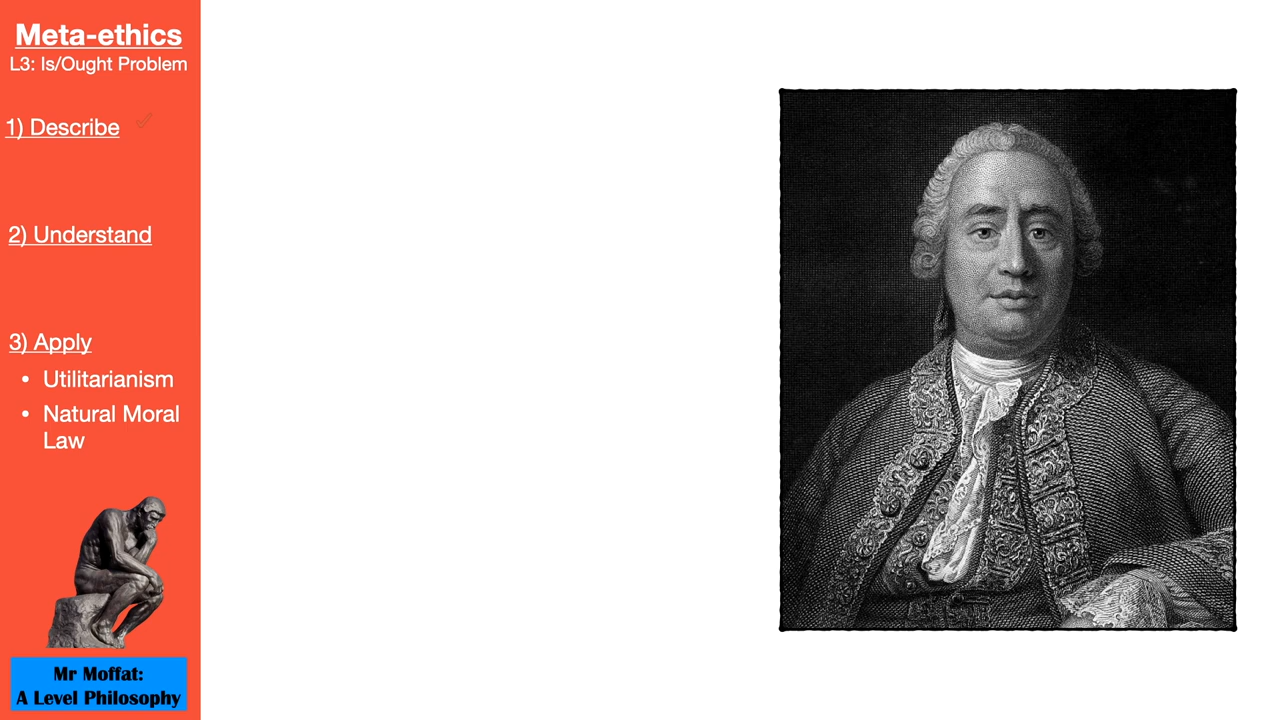 Meta-ethics
L3: Is/Ought Problem
1) Describe
2) Understand
3) Apply
• Utilitarianism
• Natural Moral
Law
Mr Moffat:
A Level Philosophy